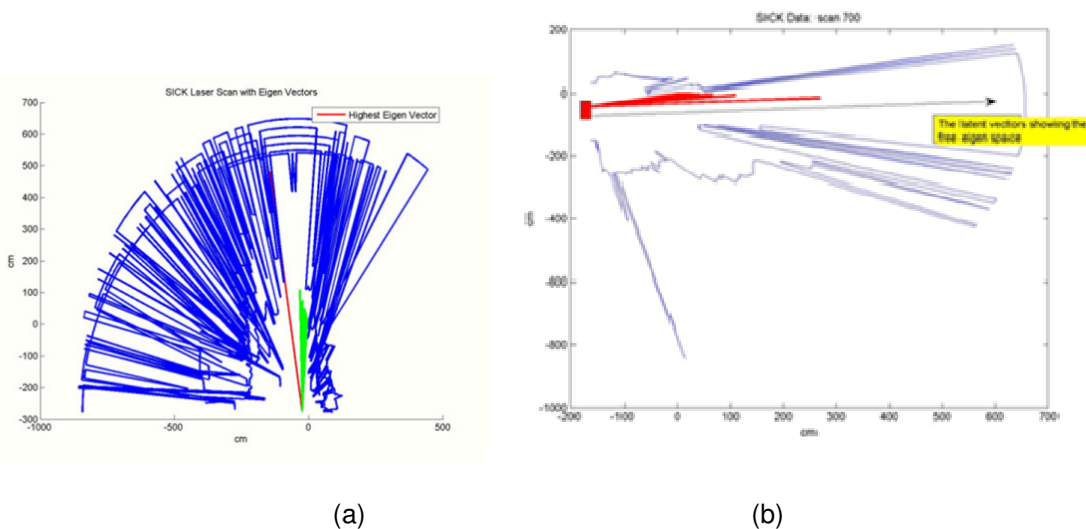 SICK Laser Scan with Eigen Vectors
Highest Eigen Vector
700
600
500
400
300
200
100
0
-100
-200
-300
cm
-1000
-500
0
500
cm
(a)
SIICK Data: scan 700
200
0
-200
-400
-600
-800
-1000
cm
-200
-100
0
100
200
300
400
500
600
700
cm
The latent vectors showing the
free eigen space
(b)